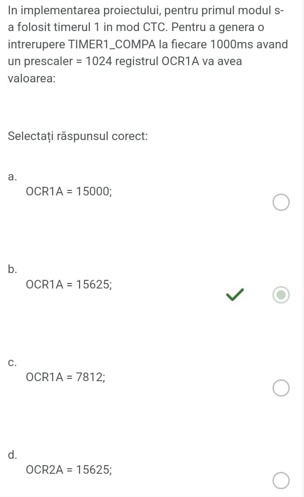 In implementarea proiectului, pentru primul modul s-
a folosit timerul 1 in mod CTC. Pentru a genera o
intrerupere TIMER1_COMPA la fiecare 1000ms avand
un prescaler = 1024 registrul OCR1A va avea
valoarea:
Selectați răspunsul corect:
a.
OCR1A = 15000;
b.
OCR1A = 15625;
c.
OCR1A = 7812;
d.
OCR2A = 15625;